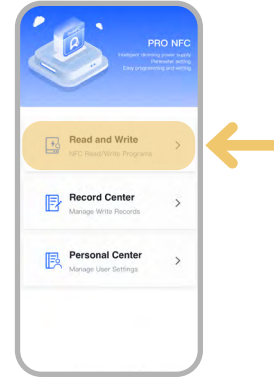 PRO NFC
Intelligent dimming power supply
Parameter setting
Easy programming and setting
Read and Write
NFC Read/Write Programs
Record Center
Manage Write Records
Personal Center
Manage User Settings